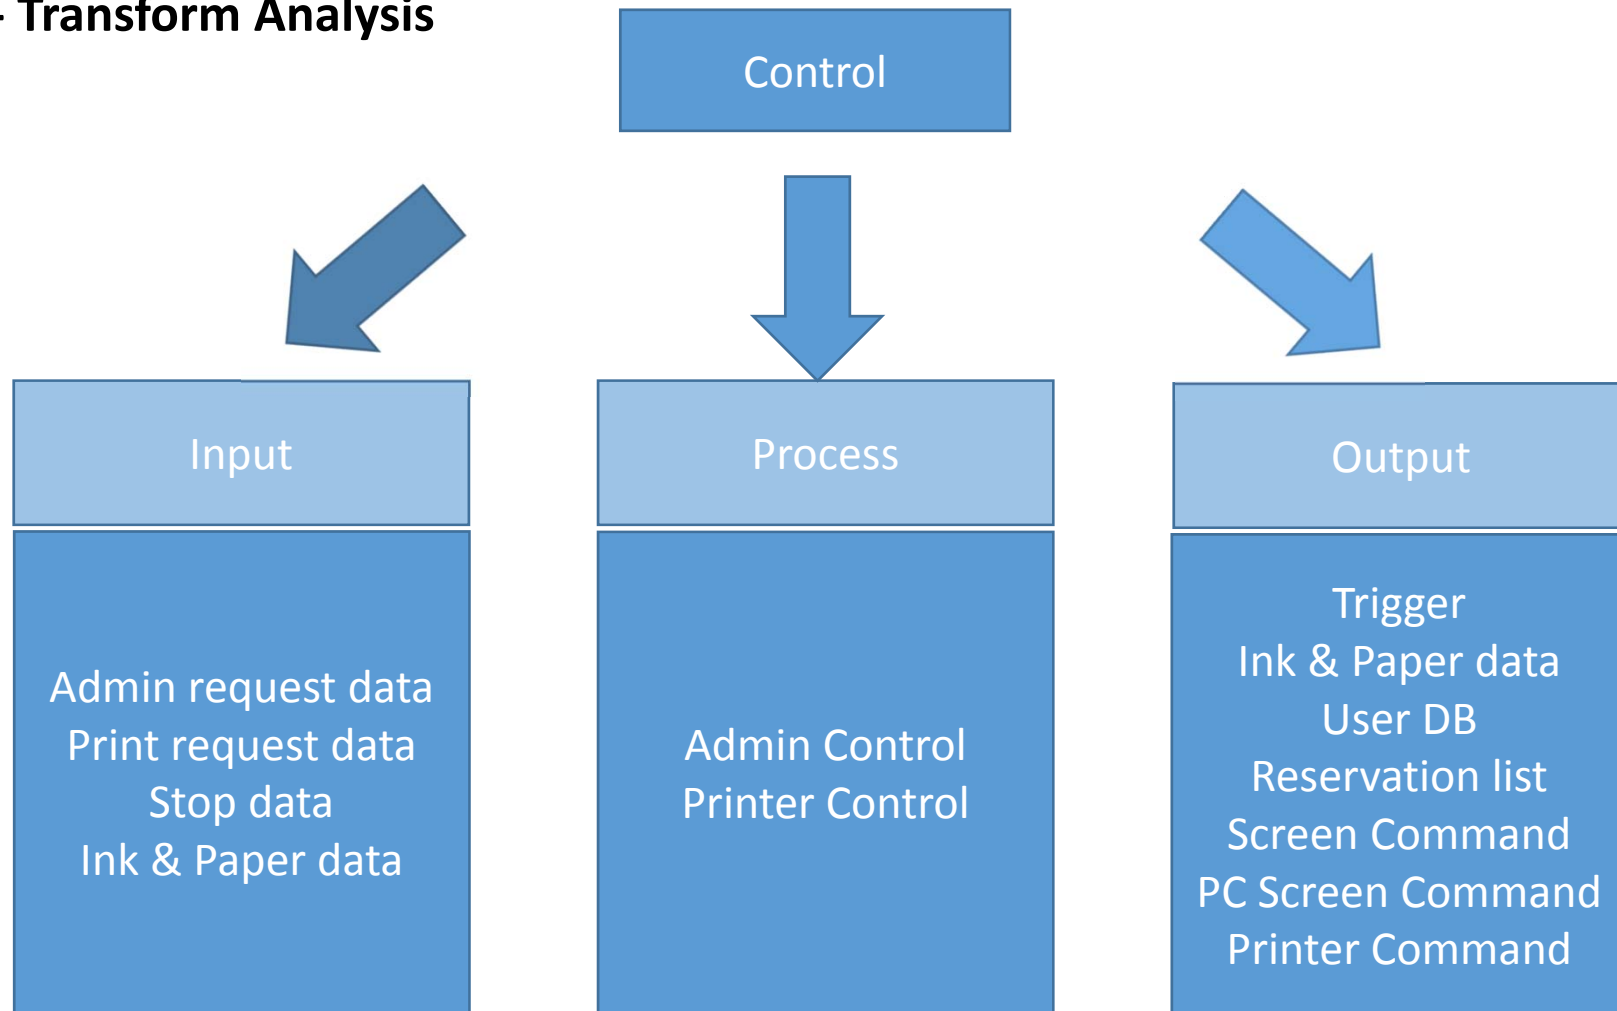 - Transform Analysis
Control
Input
Process
Output
Admin request data
Print request data
Stop data
Ink & Paper data
Admin Control
Printer Control
Trigger
Ink & Paper data
User DB
Reservation list
Screen Command
PC Screen Command
Printer Command